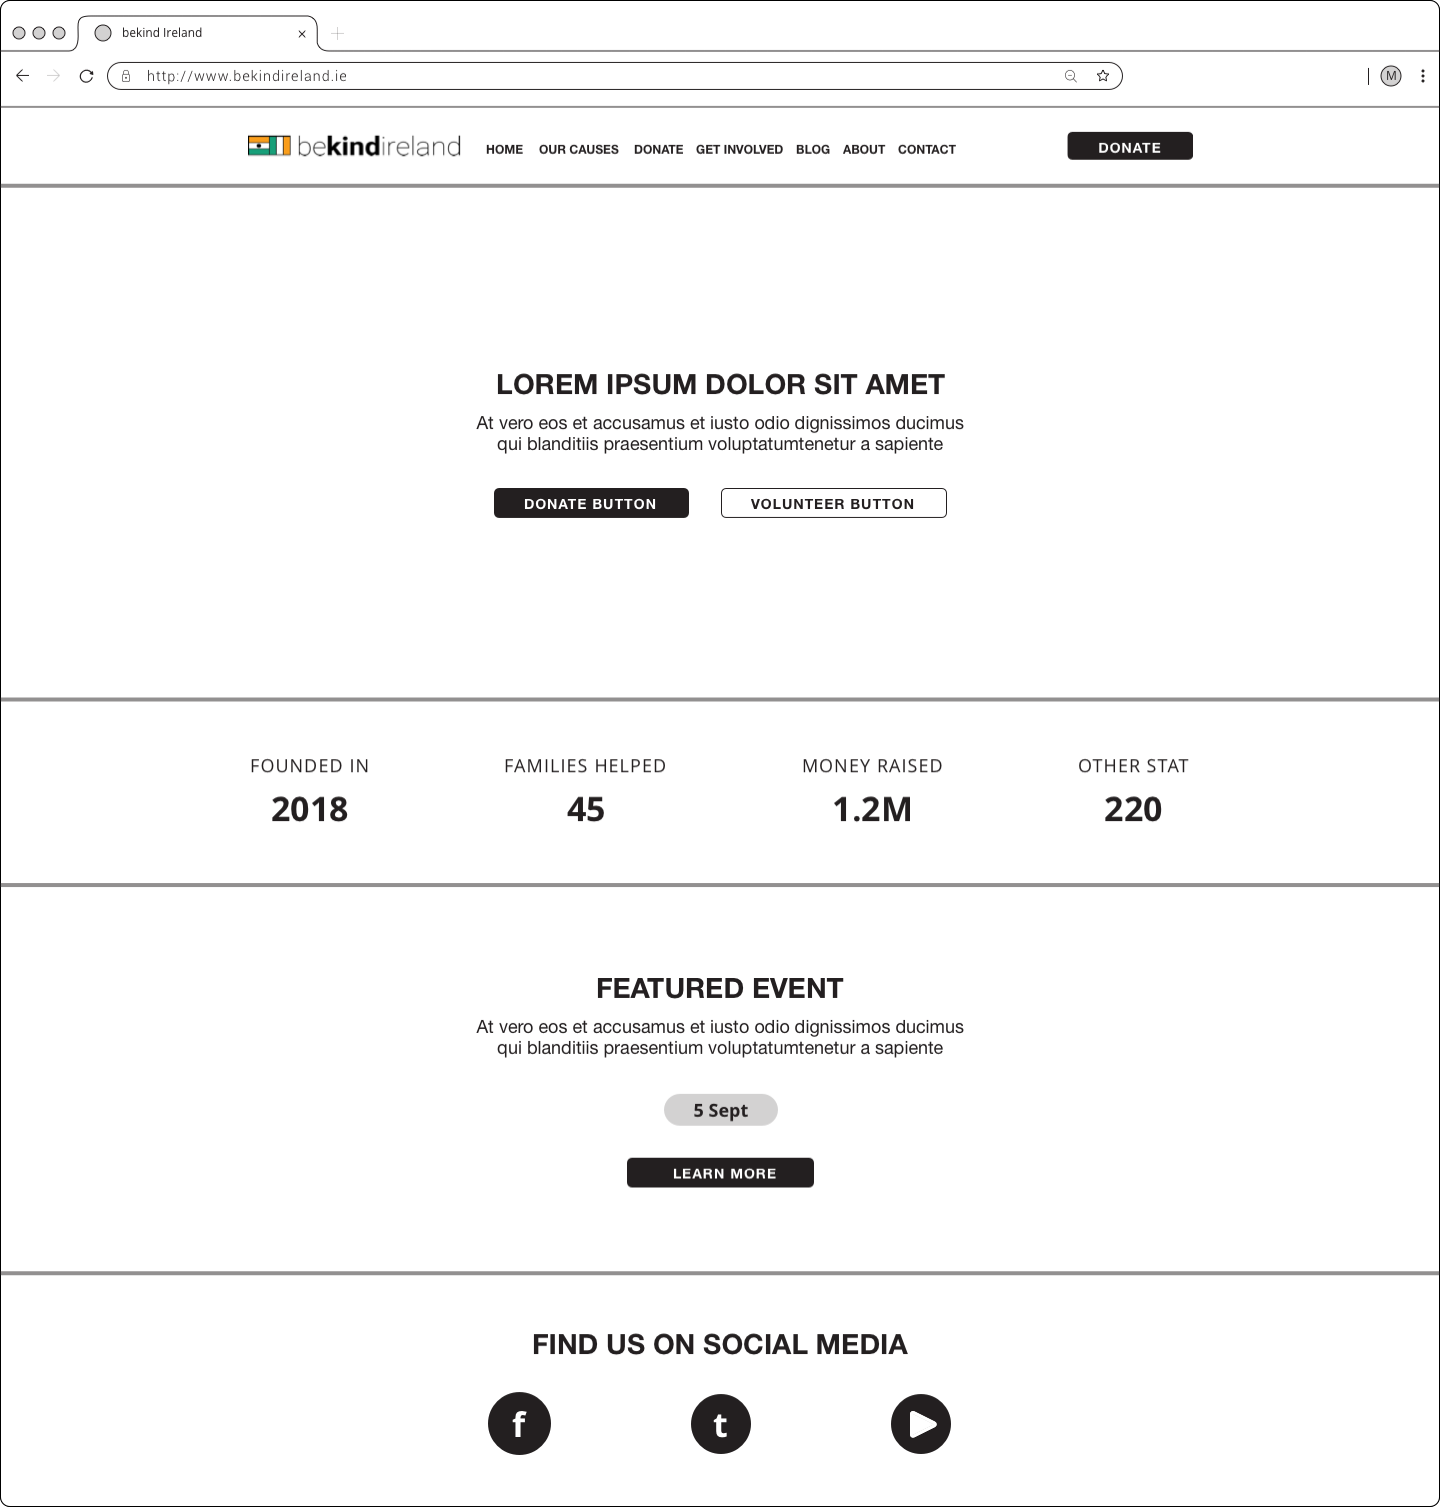 bekind Ireland
http://www.bekindireland.ie
M
bekindireland
HOME OUR CAUSES DONATE GET INVOLVED BLOG ABOUT CONTACT
DONATE
LOREM IPSUM DOLOR SIT AMET
At vero eos et accusamus et iusto odio dignissimos ducimus
qui blanditiis praesentium voluptatumtenetur a sapiente
DONATE BUTTON
VOLUNTEER BUTTON
FOUNDED IN
2018
FAMILIES HELPED
45
MONEY RAISED
1.2M
OTHER STAT
220
FEATURED EVENT
At vero eos et accusamus et iusto odio dignissimos ducimus
qui blanditiis praesentium voluptatumtenetur a sapiente
5 Sept
LEARN MORE
FIND US ON SOCIAL MEDIA
f
t